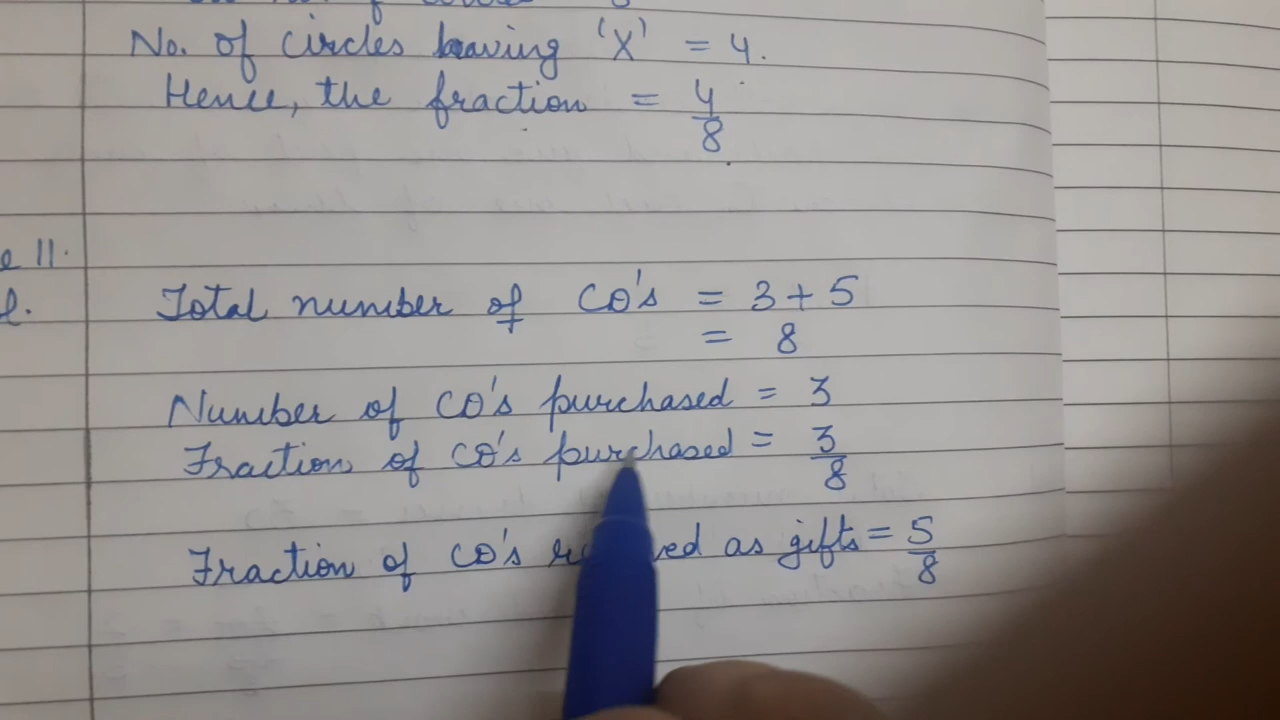 No. of circles having 'X' = 4.
Hence, the fraction = 4/8
e 11.
Total number of CD's = 3 + 5
= 8
Number of CD's purchased = 3
Fraction of CD's purchased = 3/8
Fraction of CD's as gifts = 5/8